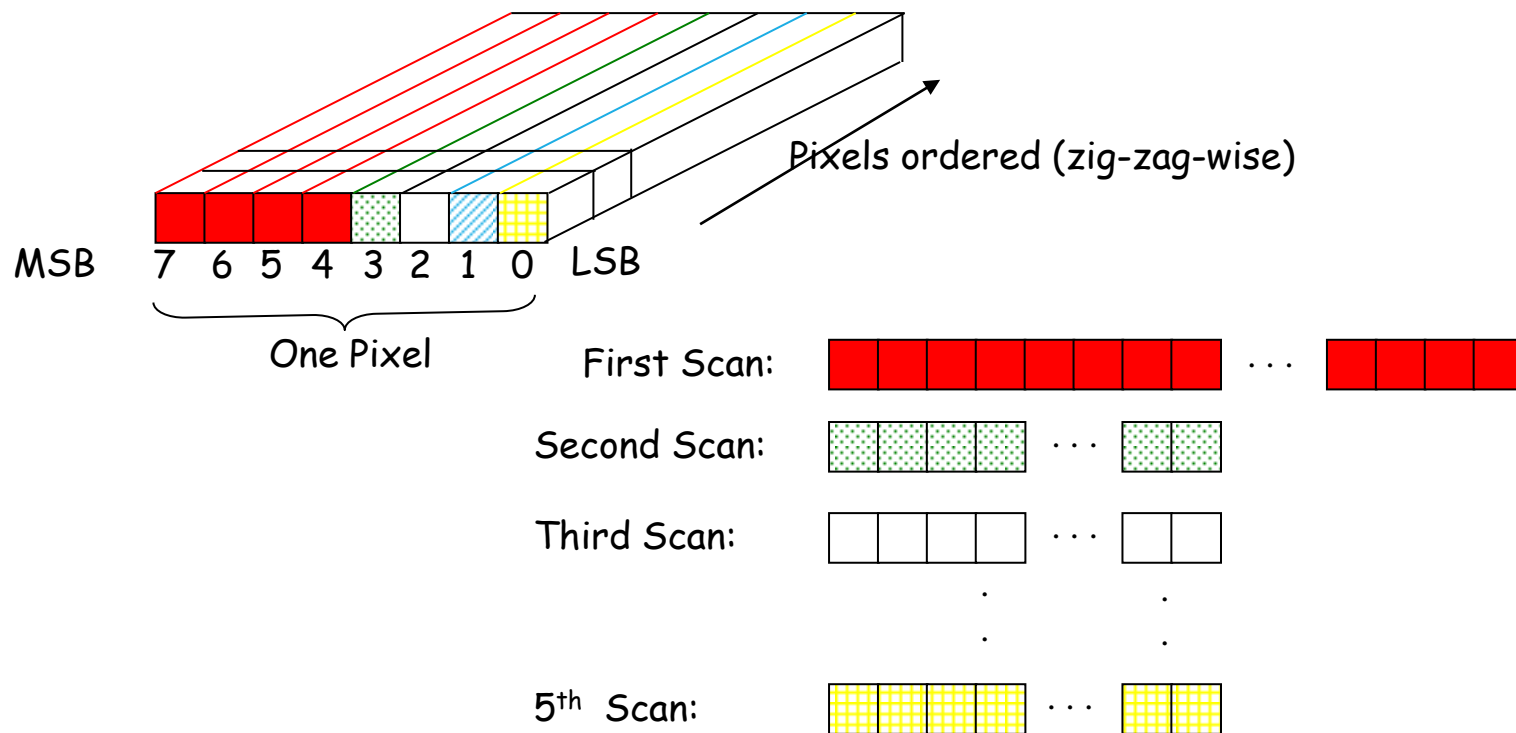 Pixels ordered (zig-zag-wise)
MSB 7 6 5 4 3 2 1 0 LSB
One Pixel
First Scan: . . .
Second Scan: . . .
Third Scan: . . .
5th Scan: . . .